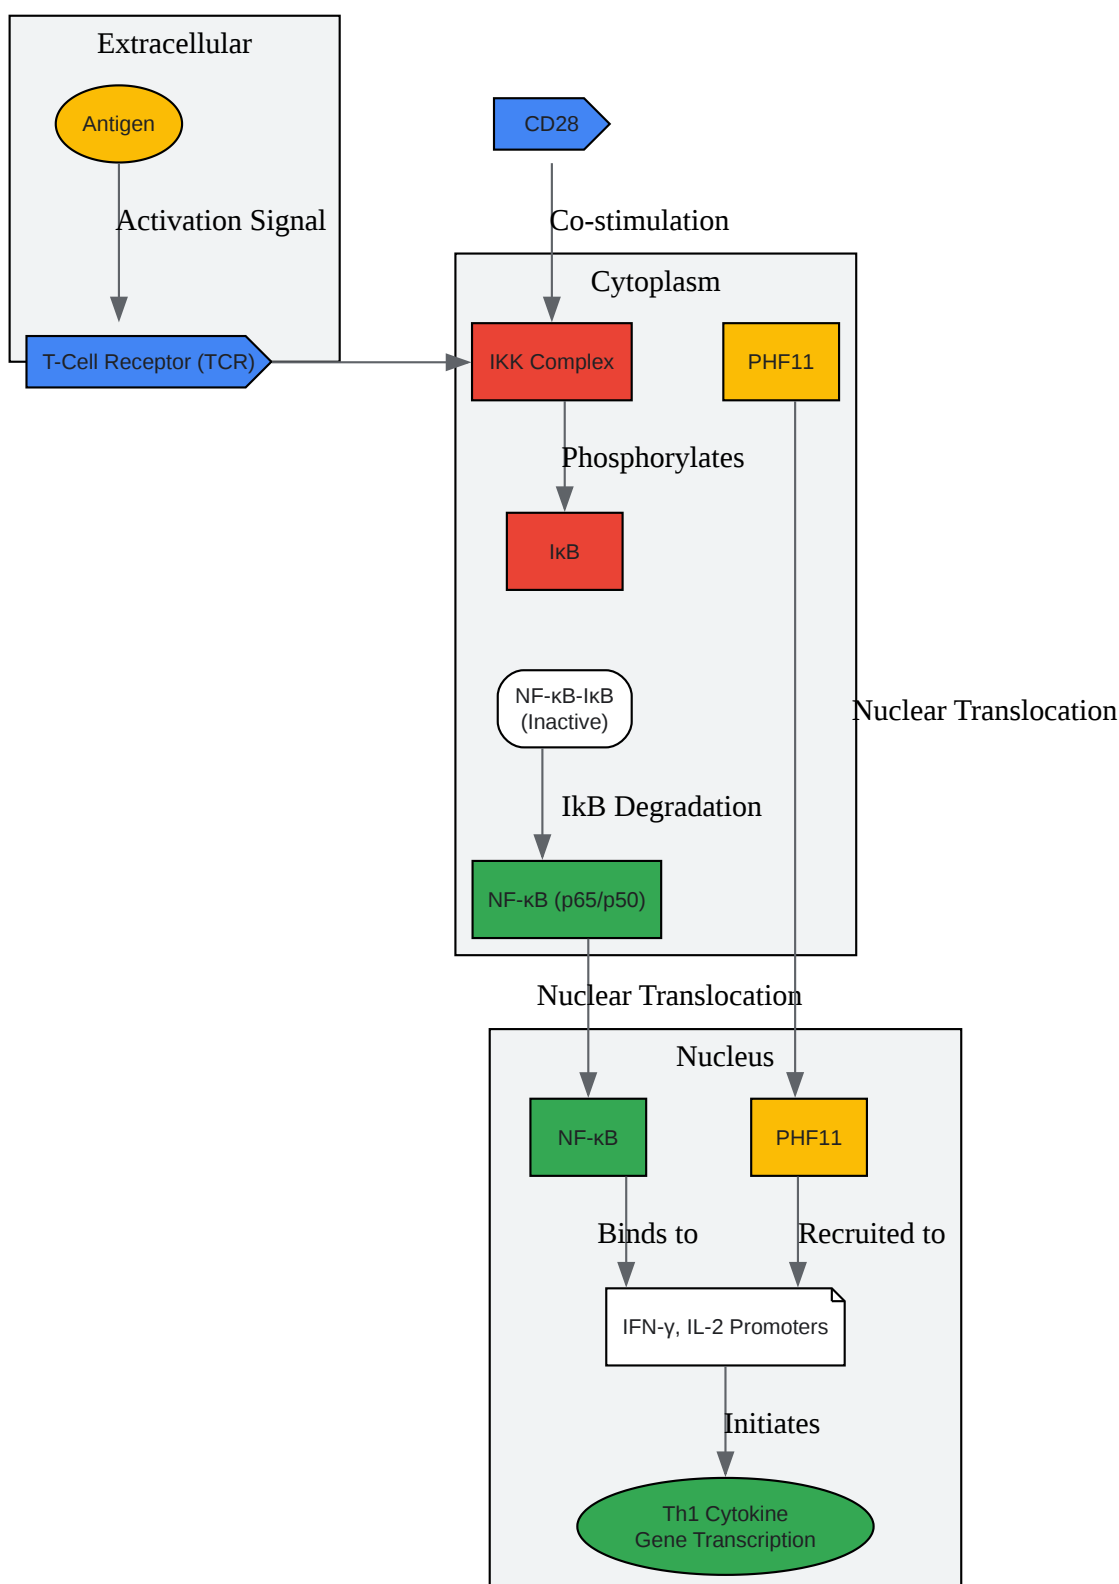 Extracellular
Antigen
CD28
Activation Signal
Co-stimulation
Cytoplasm
T-Cell Receptor (TCR)
IKK Complex
PHF11
Phosphorylates
IκB
NF-κB-IκB
(Inactive)
Nuclear Translocation
IkB Degradation
NF-κB (p65/p50)
Nuclear Translocation
Nucleus
NF-κB
PHF11
Binds to
Recruited to
IFN-γ, IL-2 Promoters
Initiates
Th1 Cytokine
Gene Transcription